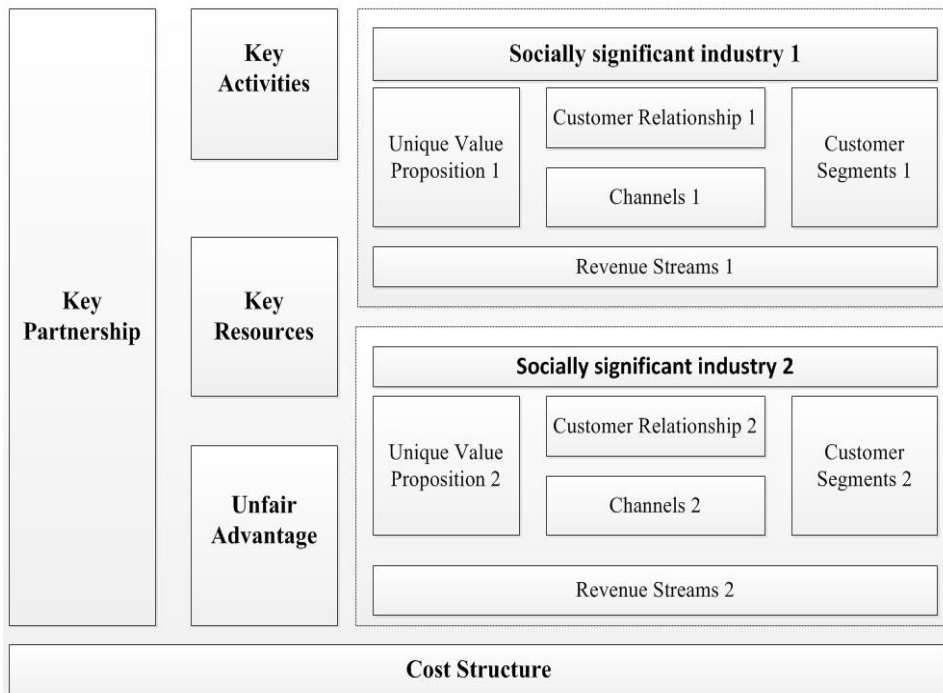 Key
Partnership
Key
Activities
Key
Resources
Unfair
Advantage
Socially significant industry 1
Unique Value
Proposition 1
Customer Relationship 1
Channels 1
Customer
Segments 1
Revenue Streams 1
Socially significant industry 2
Unique Value
Proposition 2
Customer Relationship 2
Channels 2
Customer
Segments 2
Revenue Streams 2
Cost Structure